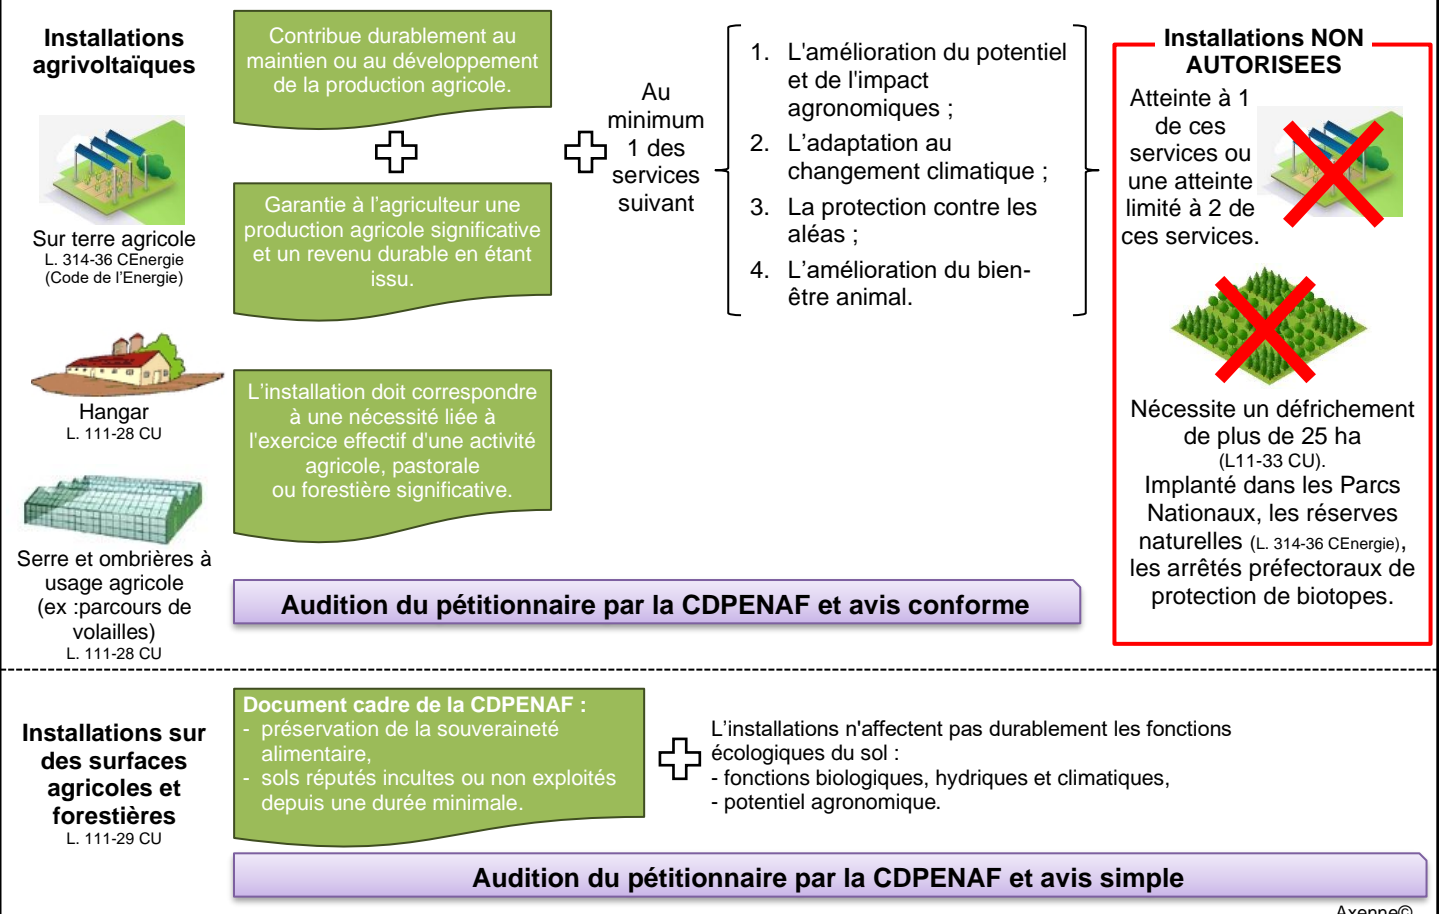 Installations
agrivoltaïques
Sur terre agricole
L. 314-36 CEnergie
(Code de l'Energie)
Hangar
L. 111-28 CU
Serre et ombrières à
usage agricole
(ex :parcours de
volailles)
L. 111-28 CU
Contribue durablement au
maintien ou au développement
de la production agricole.
Garantie à l'agriculteur une
production agricole significative
et un revenu durable en étant
issu.
L'installation doit correspondre
à une nécessité liée à
l'exercice effectif d'une activité
agricole, pastorale
ou forestière significative.
Au
minimum
1 des
services
suivant
1. L'amélioration du potentiel
et de l'impact
agronomiques ;
2. L'adaptation au
changement climatique ;
3. La protection contre les
aléas ;
4. L'amélioration du bien-
être animal.
Installations NON
AUTORISEES
Atteinte à 1
de ces
services ou
une atteinte
limité à 2 de
ces services.
Nécessite un défrichement
de plus de 25 ha
(L11-33 CU).
Implanté dans les Parcs
Nationaux, les réserves
naturelles (L. 314-36 CEnergie),
les arrêtés préfectoraux de
protection de biotopes.
Audition du pétitionnaire par la CDPENAF et avis conforme
Installations sur
des surfaces
agricoles et
forestières
L. 111-29 CU
Document cadre de la CDPENAF :
- préservation de la souveraineté
alimentaire,
- sols réputés incultes ou non exploités
depuis une durée minimale.
L'installations n'affectent pas durablement les fonctions
écologiques du sol :
- fonctions biologiques, hydriques et climatiques,
- potentiel agronomique.
Audition du pétitionnaire par la CDPENAF et avis simple
Axenne©